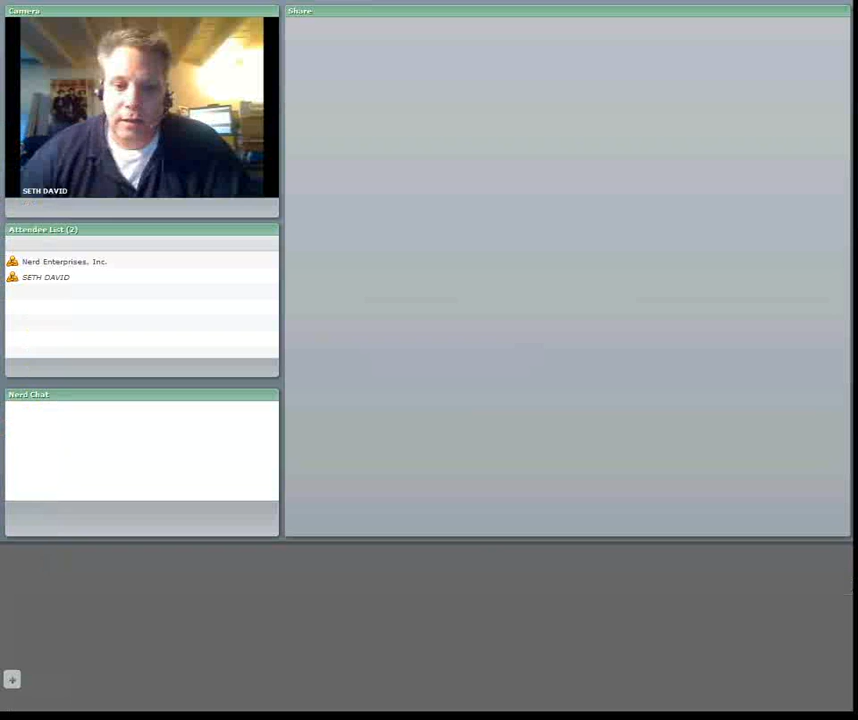 Camera
SETH DAVID
Attendee List (2)
Nerd Enterprises, Inc.
SETH DAVID
Nerd Chat
Share